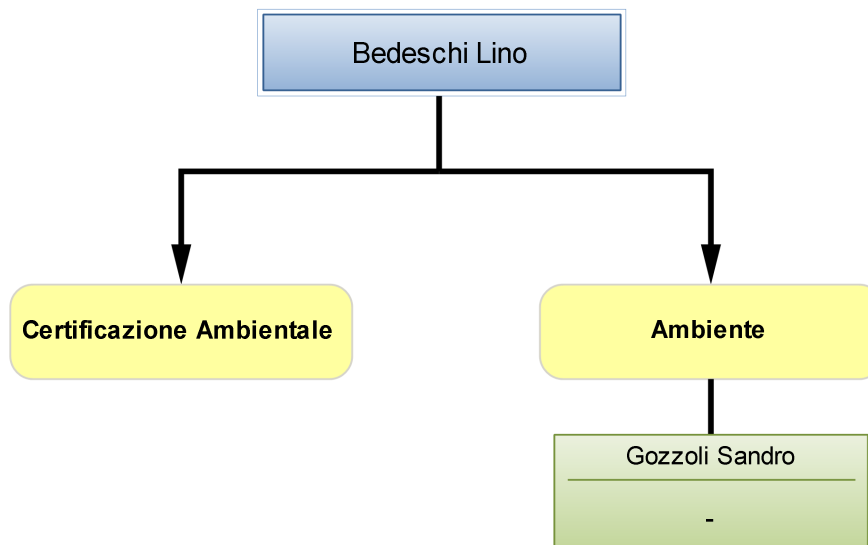 Bedeschi Lino
Certificazione Ambientale
Ambiente
Gozzoli Sandro
-